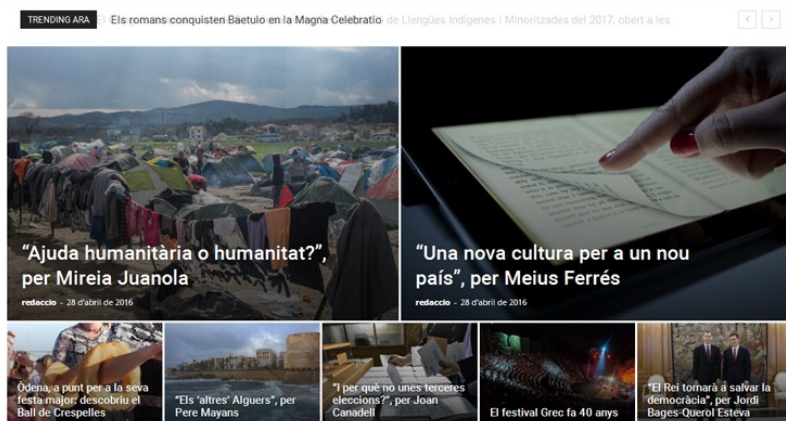 TRENDING ARA
Els romans conquisten Baetulo en la Magna Celebratio
de Llengües Indígenes i Minoritzades del 2017, obert a les
“Ajuda humanitària o humanitat?”,
per Mireia Juanola
redaccio - 28 d'abril de 2016
“Una nova cultura per a un nou
país”, per Meius Ferrés
redaccio - 28 d'abril de 2016
Òdena, a punt per a la seva
festa major: descobriu el
Ball de Crespelles
“Els ‘altres’ Alguers”, per
Pere Mayans
“I per què no unes terceres
eleccions?”, per Joan
Canadell
El festival Grec fa 40 anys
“El Rei tornarà a salvar la
democràcia”, per Jordi
Bages-Querol Esteva